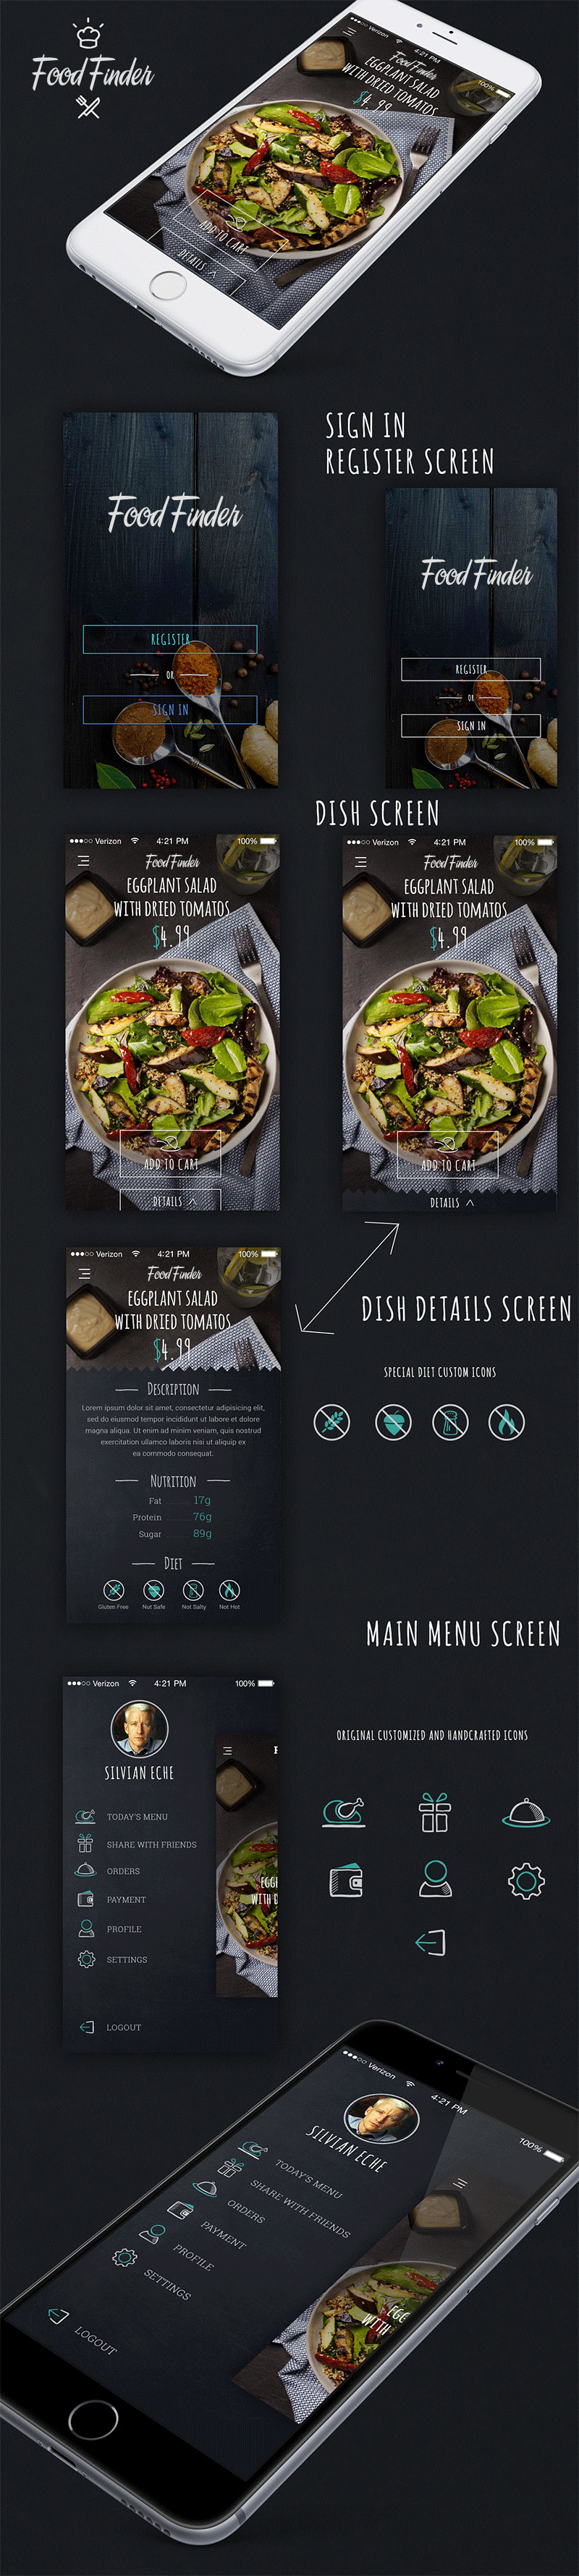 Food Finder
Verizon 4:21 PM 100%
Food Finder
EGGPLANT SALAD
WITH DRIED TOMATOS
$4.99
ADD TO CART
DETAILS
SIGN IN
REGISTER SCREEN
Food Finder
REGISTER
OR
SIGN IN
Food Finder
REGISTER
OR
SIGN IN
DISH SCREEN
Verizon 4:21 PM 100%
Food Finder
EGGPLANT SALAD
WITH DRIED TOMATOS
$4.99
ADD TO CART
DETAILS
Verizon 4:21 PM 100%
Food Finder
EGGPLANT SALAD
WITH DRIED TOMATOS
$4.99
ADD TO CART
DETAILS
Verizon 4:21 PM 100%
Food Finder
EGGPLANT SALAD
WITH DRIED TOMATOS
$4.99
DESCRIPTION
Lorem ipsum dolor sit amet, consectetur adipisicing elit,
sed do eiusmod tempor incididunt ut labore et dolore
magna aliqua. Ut enim ad minim veniam, quis nostrud
exercitation ullamco laboris nisi ut aliquip ex
ea commodo consequat.
NUTRITION
Fat 17g
Protein 76g
Sugar 89g
DIET
Gluten Free Nut Safe Not Salty Not Hot
DISH DETAILS SCREEN
SPECIAL DIET CUSTOM ICONS
MAIN MENU SCREEN
Verizon 4:21 PM 100%
SILVIAN ECHE
TODAY'S MENU
SHARE WITH FRIENDS
ORDERS
PAYMENT
PROFILE
SETTINGS
LOGOUT
F
EGGI
WITH D
ORIGINAL CUSTOMIZED AND HANDCRAFTED ICONS
Verizon 4:21 PM 100%
SILVIAN ECHE
TODAY'S MENU
SHARE WITH FRIENDS
ORDERS
PAYMENT
PROFILE
SETTINGS
LOGOUT
EGG
WITH